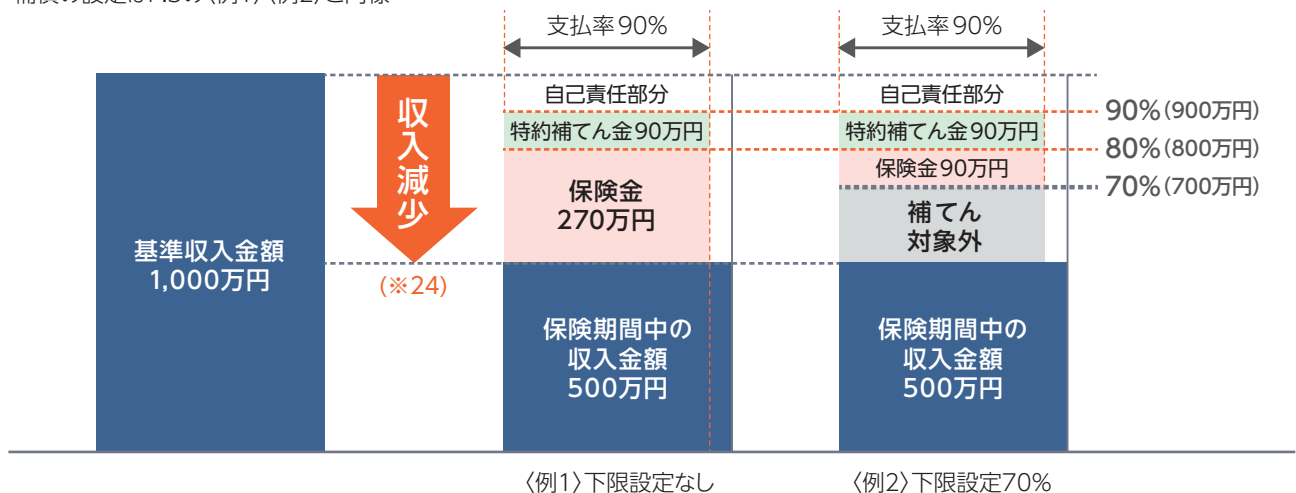 支払率90%
支払率90%
自己責任部分
自己責任部分
90%(900万円)
特約補てん金90万円
特約補てん金90万円
80%(800万円)
保険金90万円
70%(700万円)
収入減少
保険金
270万円
補てん
対象外
基準収入金額
1,000万円
(※24)
保険期間中の
収入金額
500万円
保険期間中の
収入金額
500万円
〈例1〉下限設定なし
〈例2〉下限設定70%